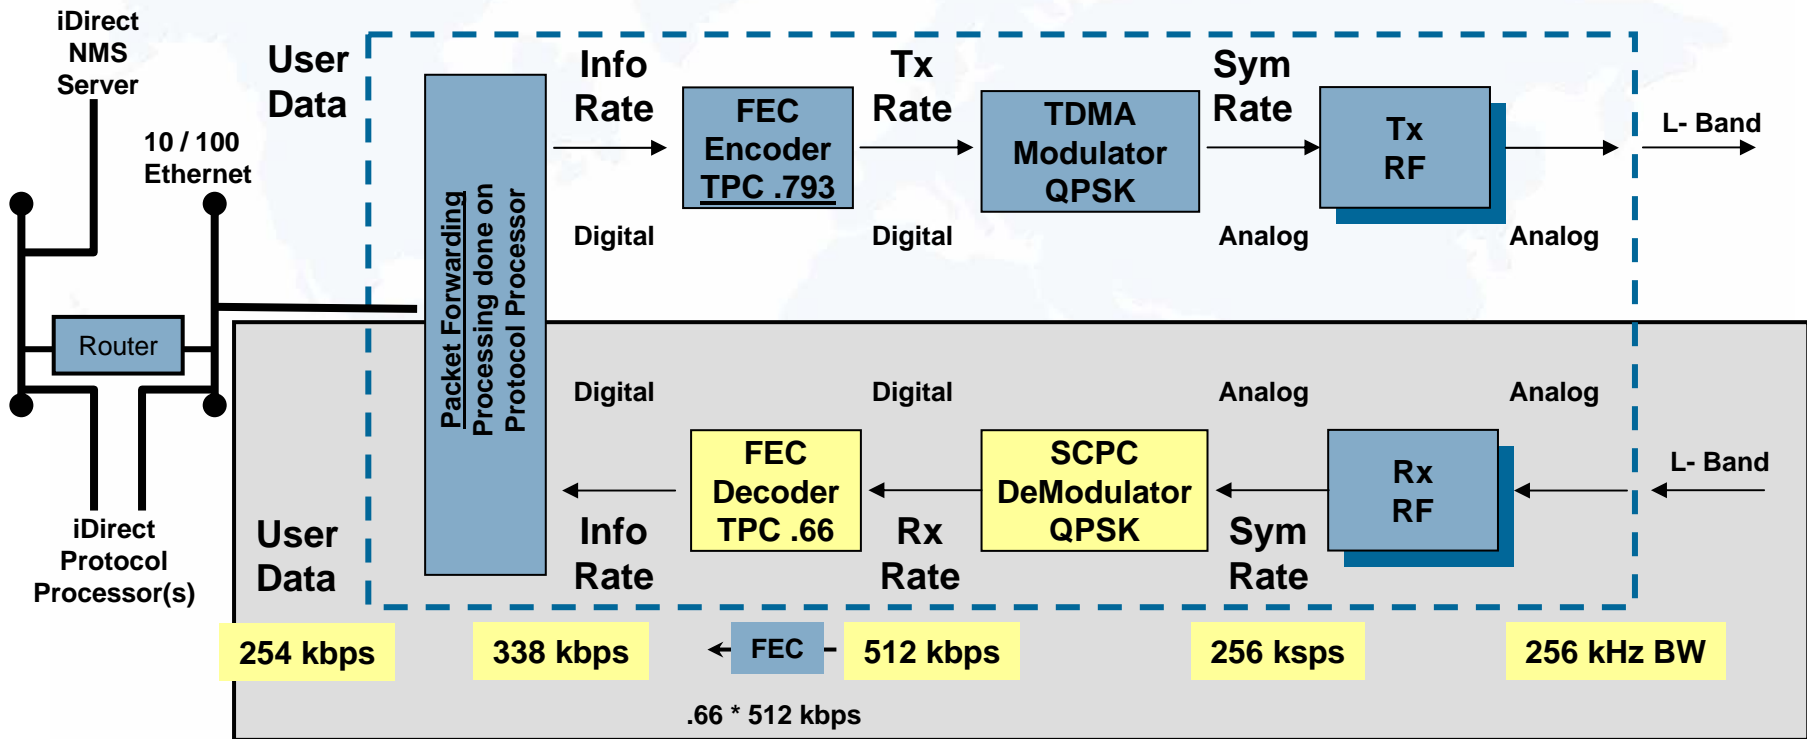 iDirect
NMS
Server
10 / 100
Ethernet
Router
iDirect
Protocol
Processor(s)
User
Data
Packet Forwarding
Processing done on
Protocol Processor
Info
Rate
FEC
Encoder
TPC .793
Tx
Rate
TDMA
Modulator
QPSK
Sym
Rate
Tx
RF
L- Band
Digital
Digital
Analog
Analog
Digital
Digital
Analog
Analog
User
Data
Info
Rate
FEC
Decoder
TPC .66
Rx
Rate
SCPC
DeModulator
QPSK
Sym
Rate
Rx
RF
L- Band
254 kbps
338 kbps
FEC
512 kbps
256 ksps
256 kHz BW
.66 * 512 kbps